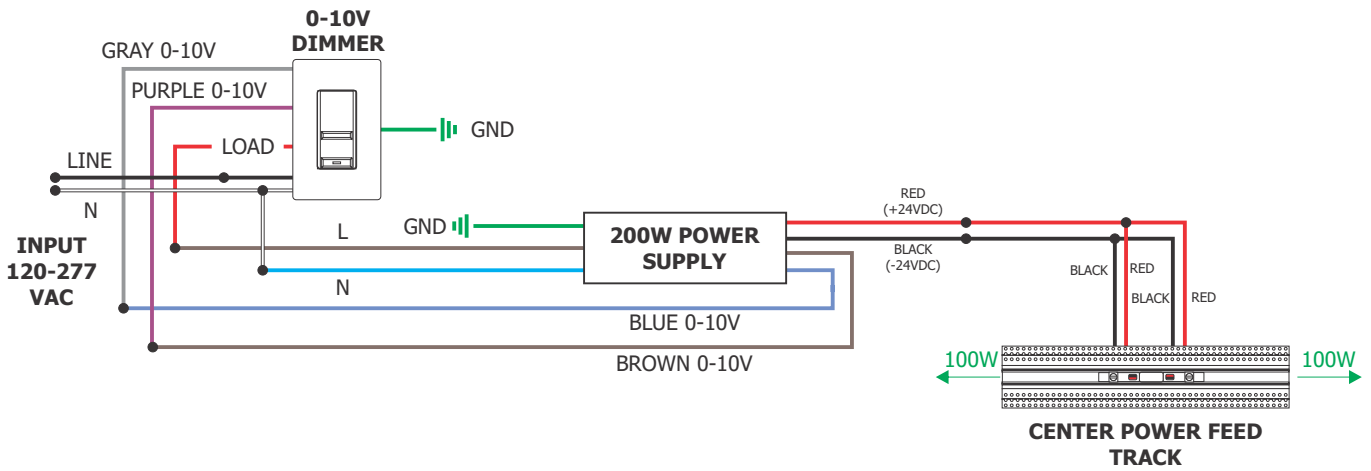 0-10V
DIMMER
GRAY 0-10V
PURPLE 0-10V
LOAD
GND
LINE
N
INPUT
120-277
VAC
L
GND
N
200W POWER
SUPPLY
RED
(+24VDC)
BLACK
(-24VDC)
BLACK
RED
BLACK
RED
BLUE 0-10V
BROWN 0-10V
100W
100W
CENTER POWER FEED
TRACK